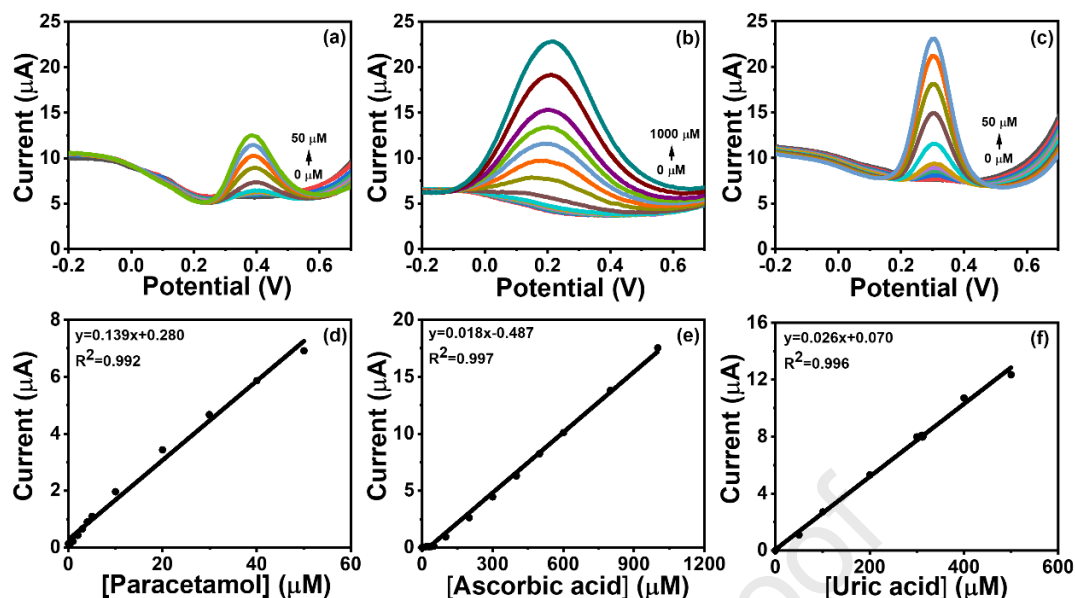 (a)
25
20
15
10
5
0
-0.2 0.0 0.2 0.4 0.6
Current (μA)
Potential (V)
50 μM
0 μM
(b)
25
20
15
10
5
0
-0.2 0.0 0.2 0.4 0.6
Current (μA)
Potential (V)
1000 μM
0 μM
(c)
25
20
15
10
5
0
-0.2 0.0 0.2 0.4 0.6
Current (μA)
Potential (V)
50 μM
0 μM
(d)
y=0.139x+0.280
R²=0.992
8
6
4
2
0
0 20 40 60
Current (μA)
[Paracetamol] (μM)
(e)
y=0.018x-0.487
R²=0.997
20
15
10
5
0
0 300 600 900 1200
Current (μA)
[Ascorbic acid] (μM)
(f)
y=0.026x+0.070
R²=0.996
16
12
8
4
0
0 200 400 600
Current (μA)
[Uric acid] (μM)
oof